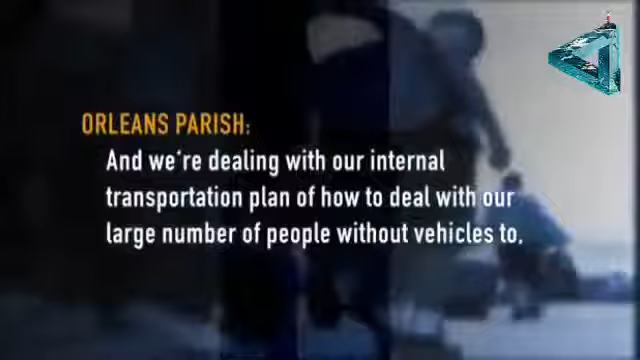 ORLEANS PARISH:
And we're dealing with our internal
transportation plan of how to deal with our
large number of people without vehicles to.